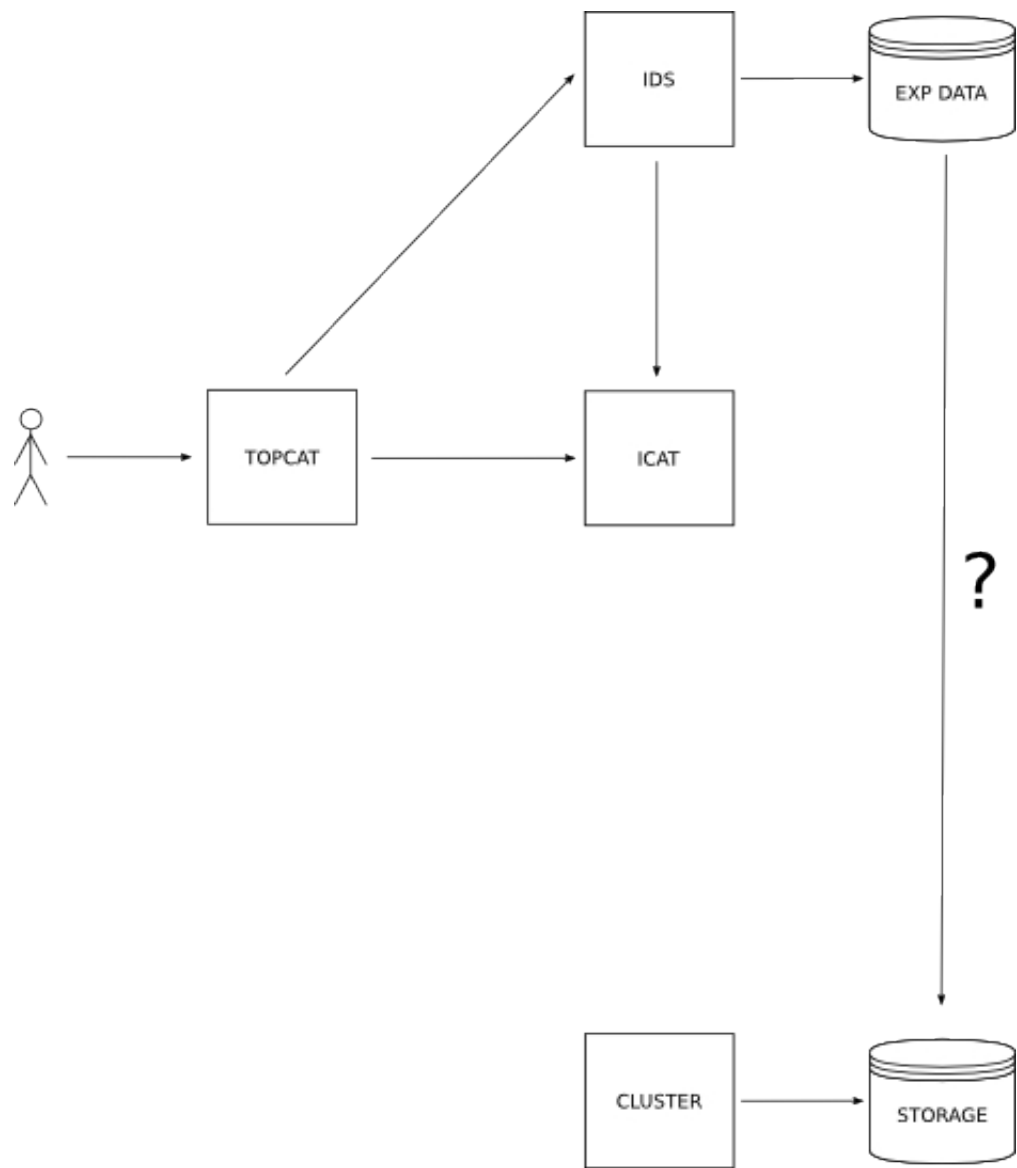 IDS
EXP DATA
TOPCAT
ICAT
?
CLUSTER
STORAGE